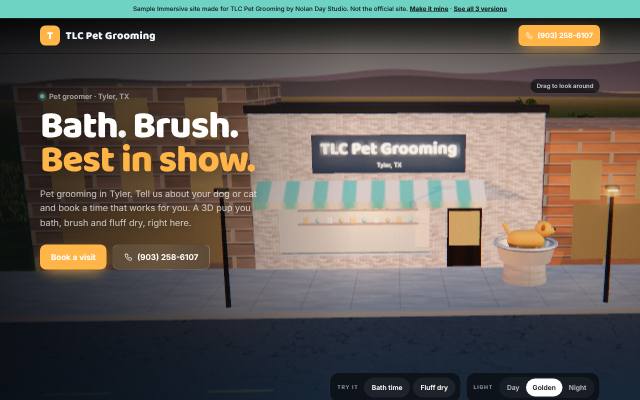 Sample Immersive site made for TLC Pet Grooming by Nolan Day Studio. Not the official site. Make it mine · See all 3 versions
T TLC Pet Grooming
(903) 258-6107
Drag to look around
Pet groomer · Tyler, TX
Bath. Brush.
Best in show.
Pet grooming in Tyler. Tell us about your dog or cat
and book a time that works for you. A 3D pup you
bath, brush and fluff dry, right here.
Book a visit
(903) 258-6107
TLC Pet Grooming
Tyler, TX
TRY IT Bath time Fluff dry
LIGHT Day Golden Night